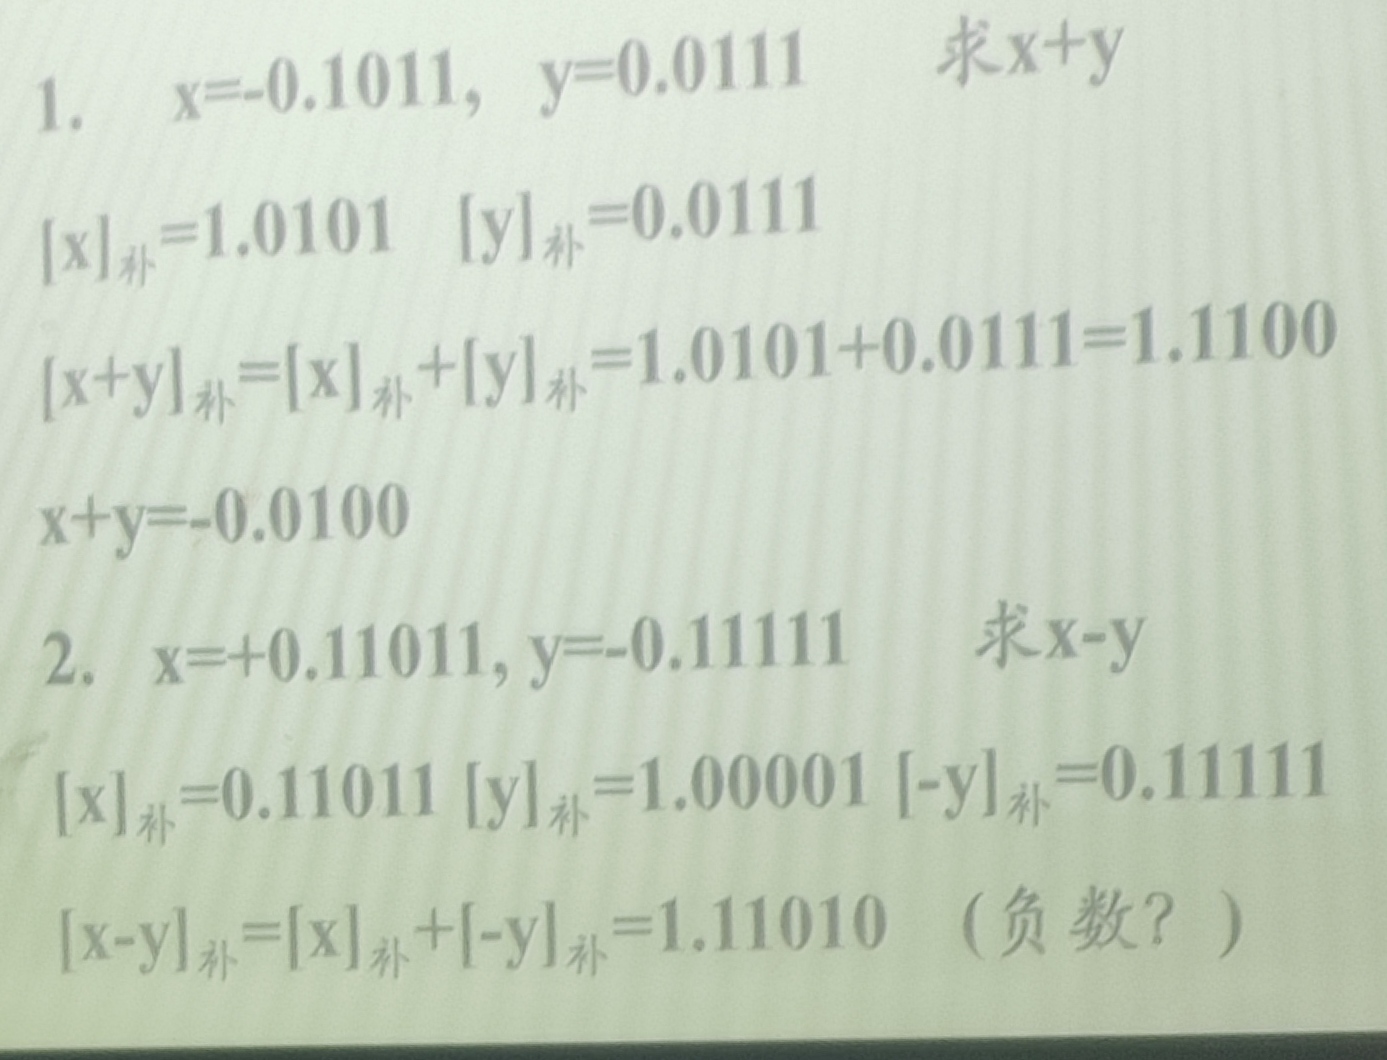 1. x=-0.1011, y=0.0111 求x+y
[x]补=1.0101 [y]补=0.0111
[x+y]补=[x]补+[y]补=1.0101+0.0111=1.1100
x+y=-0.0100
2. x=+0.11011, y=-0.11111 求x-y
[x]补=0.11011 [y]补=1.00001 [-y]补=0.11111
[x-y]补=[x]补+[-y]补=1.11010 (负数?)